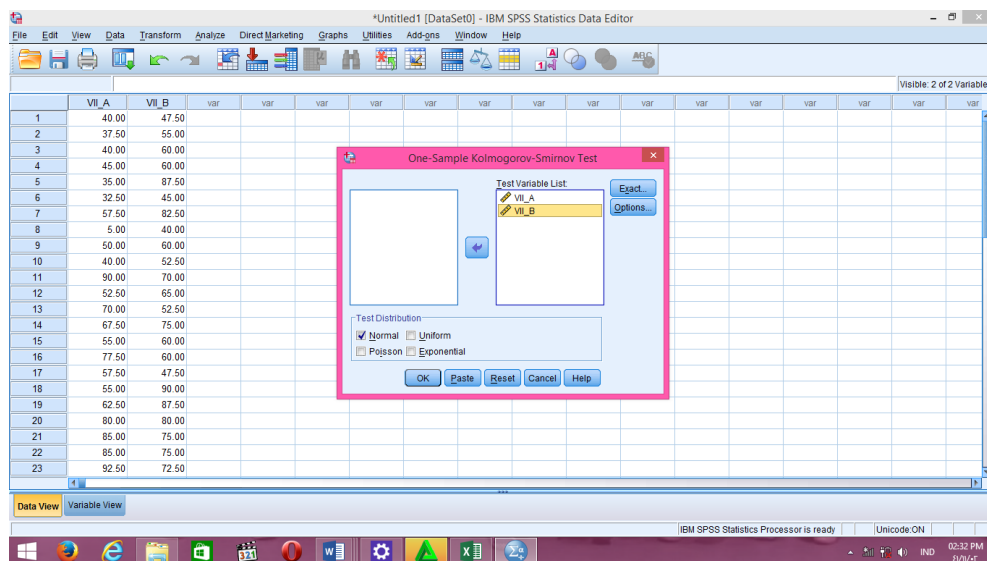 *Untitled1 [DataSet0] - IBM SPSS Statistics Data Editor
File Edit View Data Transform Analyze Direct Marketing Graphs Utilities Add-ons Window Help
Visible: 2 of 2 Variable
VII_A VII_B var var var var var var var var var var var var var var
1 40.00 47.50
2 37.50 55.00
3 40.00 60.00
4 45.00 60.00
5 35.00 87.50
6 32.50 45.00
7 57.50 82.50
8 5.00 40.00
9 50.00 60.00
10 40.00 52.50
11 90.00 70.00
12 52.50 65.00
13 70.00 52.50
14 67.50 75.00
15 55.00 60.00
16 77.50 60.00
17 57.50 47.50
18 55.00 90.00
19 62.50 87.50
20 80.00 80.00
21 85.00 75.00
22 85.00 75.00
23 92.50 72.50
One-Sample Kolmogorov-Smirnov Test
Test Variable List:
VII_A
VII_B
Exact...
Options...
Test Distribution
Normal Uniform
Poisson Exponential
OK Paste Reset Cancel Help
Data View Variable View
IBM SPSS Statistics Processor is ready Unicode:ON
321
IND
02:32 PM